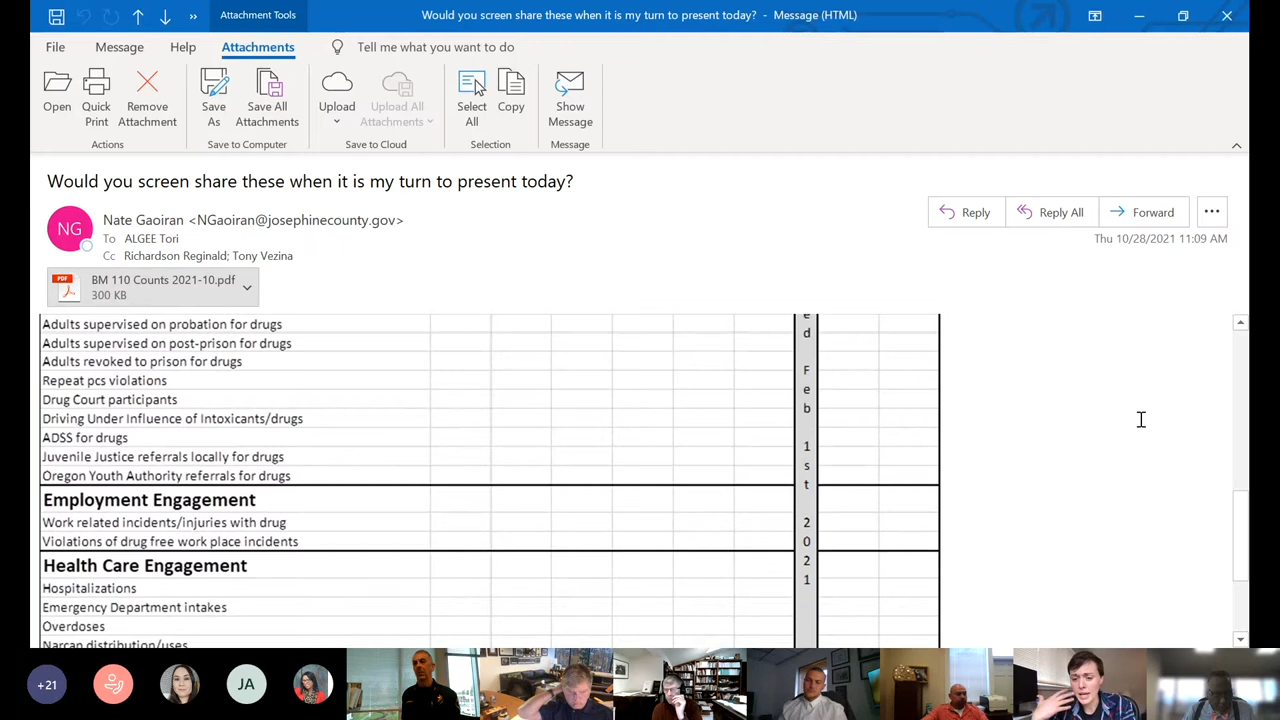 Attachment Tools
Would you screen share these when it is my turn to present today? - Message (HTML)
File Message Help Attachments Tell me what you want to do
Open
Quick Print
Remove Attachment
Save As
Save All Attachments
Upload
Upload All Attachments
Select All
Copy
Show Message
Actions Save to Computer Save to Cloud Selection Message
Would you screen share these when it is my turn to present today?
NG
Nate Gaoiran <NGaoiran@josephinecounty.gov>
To ALGEE Tori
Cc Richardson Reginald; Tony Vezina
Reply Reply All Forward
Thu 10/28/2021 11:09 AM
PDF
BM 110 Counts 2021-10.pdf
300 KB
Adults supervised on probation for drugs
Adults supervised on post-prison for drugs
Adults revoked to prison for drugs
Repeat pcs violations
Drug Court participants
Driving Under Influence of Intoxicants/drugs
ADSS for drugs
Juvenile Justice referrals locally for drugs
Oregon Youth Authority referrals for drugs
Employment Engagement
Work related incidents/injuries with drug
Violations of drug free work place incidents
Health Care Engagement
Hospitalizations
Emergency Department intakes
Overdoses
Narcan distribution/uses
ed Feb 1st 2021
+21
JA